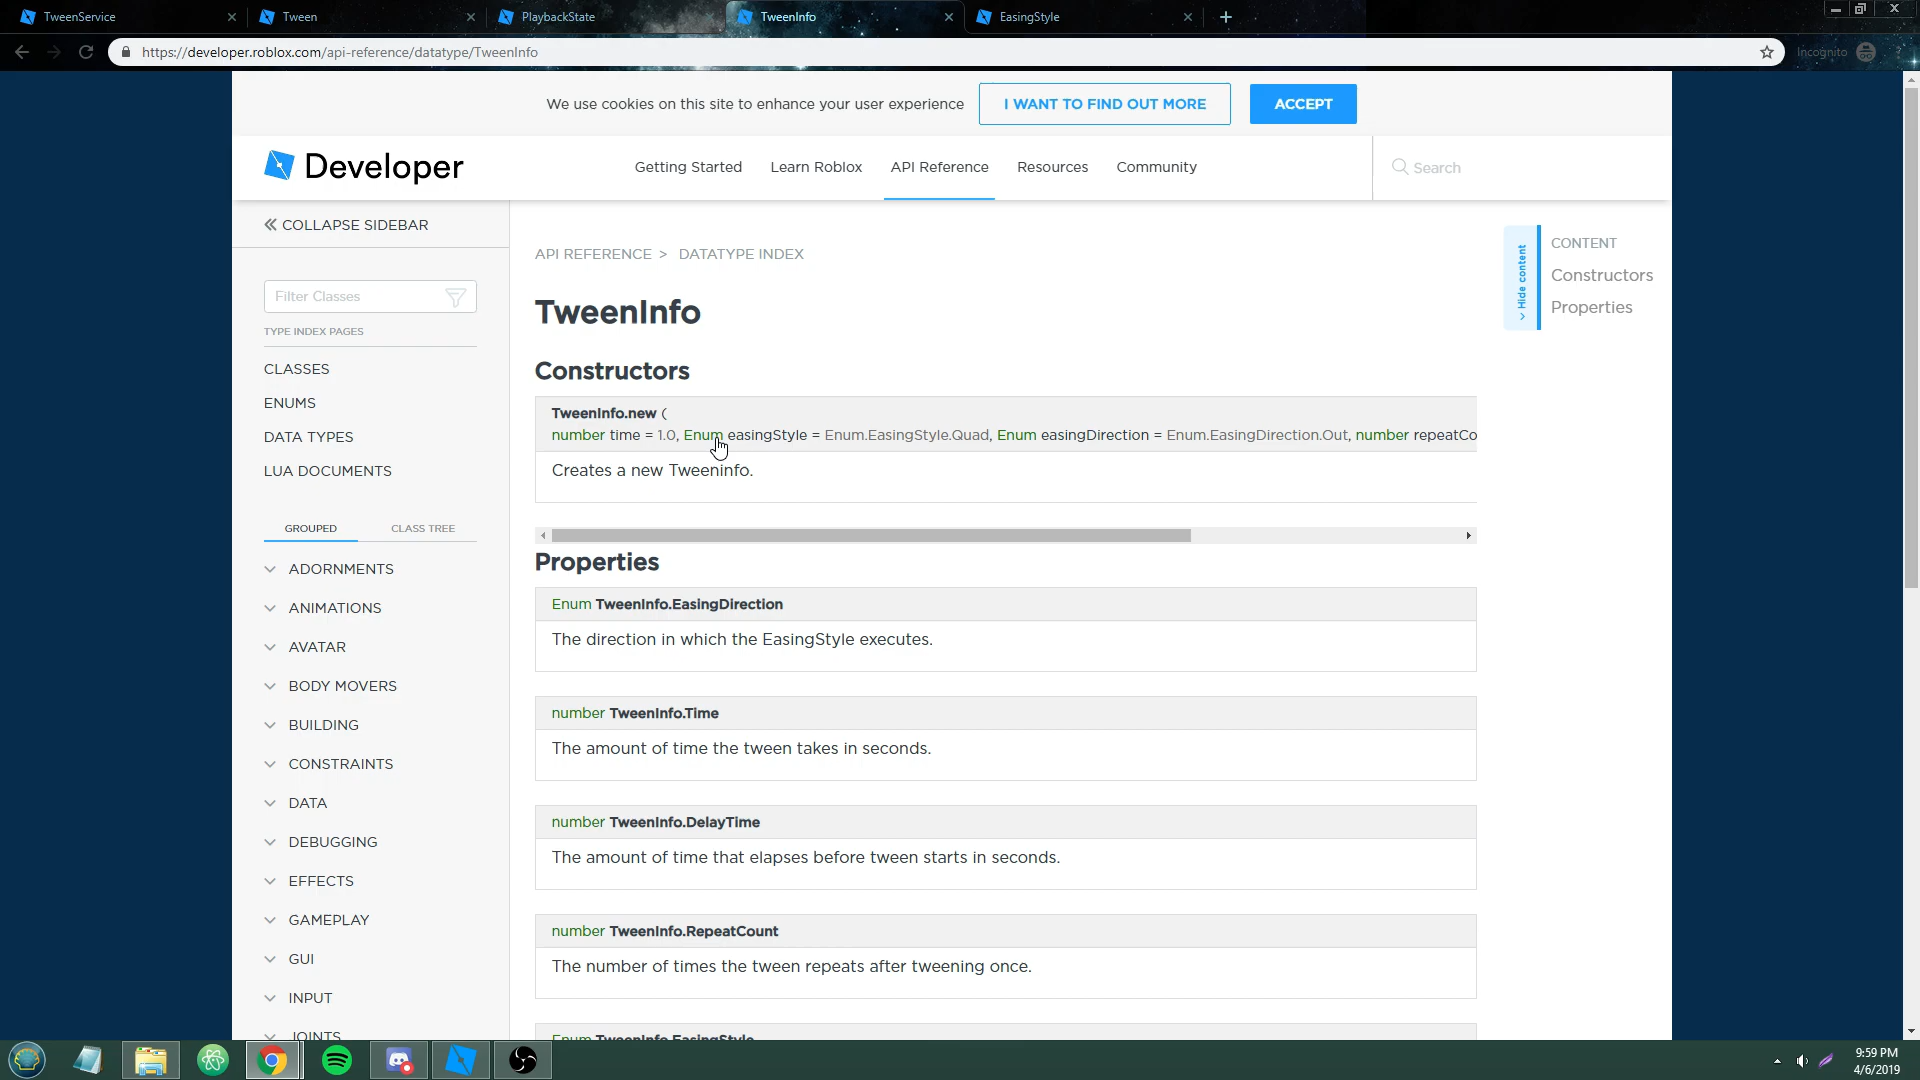 TweenService
Tween
PlaybackState
TweenInfo
EasingStyle
https://developer.roblox.com/api-reference/datatype/TweenInfo
Incognito
We use cookies on this site to enhance your user experience
I WANT TO FIND OUT MORE
ACCEPT
Developer
Getting Started
Learn Roblox
API Reference
Resources
Community
Search
COLLAPSE SIDEBAR
Filter Classes
TYPE INDEX PAGES
CLASSES
ENUMS
DATA TYPES
LUA DOCUMENTS
GROUPED
CLASS TREE
ADORNMENTS
ANIMATIONS
AVATAR
BODY MOVERS
BUILDING
CONSTRAINTS
DATA
DEBUGGING
EFFECTS
GAMEPLAY
GUI
INPUT
JOINTS
API REFERENCE > DATATYPE INDEX
TweenInfo
Constructors
TweenInfo.new (
number time = 1.0, Enum easingStyle = Enum.EasingStyle.Quad, Enum easingDirection = Enum.EasingDirection.Out, number repeatCo
Creates a new Tweeninfo.
Properties
Enum TweenInfo.EasingDirection
The direction in which the EasingStyle executes.
number TweenInfo.Time
The amount of time the tween takes in seconds.
number TweenInfo.DelayTime
The amount of time that elapses before tween starts in seconds.
number TweenInfo.RepeatCount
The number of times the tween repeats after tweening once.
Enum TweenInfo.EasingStyle
Hide content
CONTENT
Constructors
Properties
9:59 PM
4/6/2019